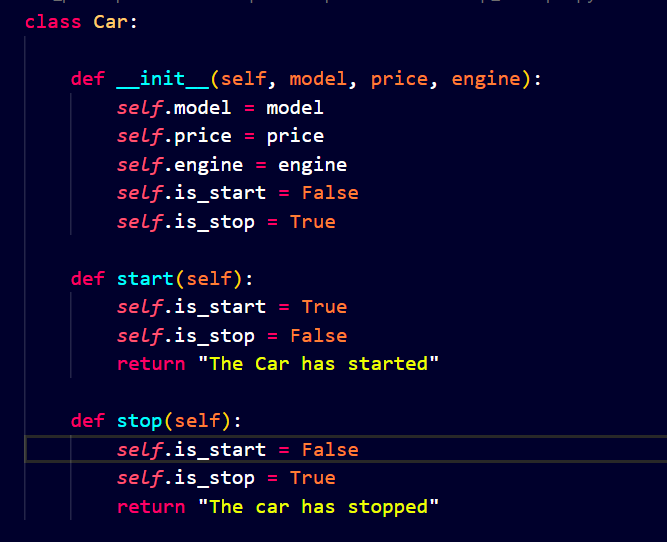 class Car:
    def __init__(self, model, price, engine):
        self.model = model
        self.price = price
        self.engine = engine
        self.is_start = False
        self.is_stop = True
    def start(self):
        self.is_start = True
        self.is_stop = False
        return "The Car has started"
    def stop(self):
        self.is_start = False
        self.is_stop = True
        return "The car has stopped"